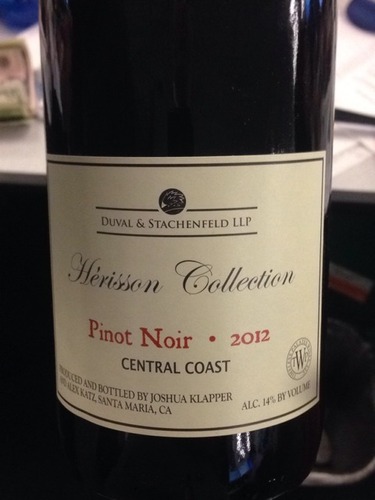 DUVAL & STACHENFELD LLP
Hérisson Collection
Pinot Noir • 2012
CENTRAL COAST
PRODUCED AND BOTTLED BY JOSHUA KLAPPER
AND ALEX KATZ, SANTA MARIA, CA
ALC. 14% BY VOLUME
W